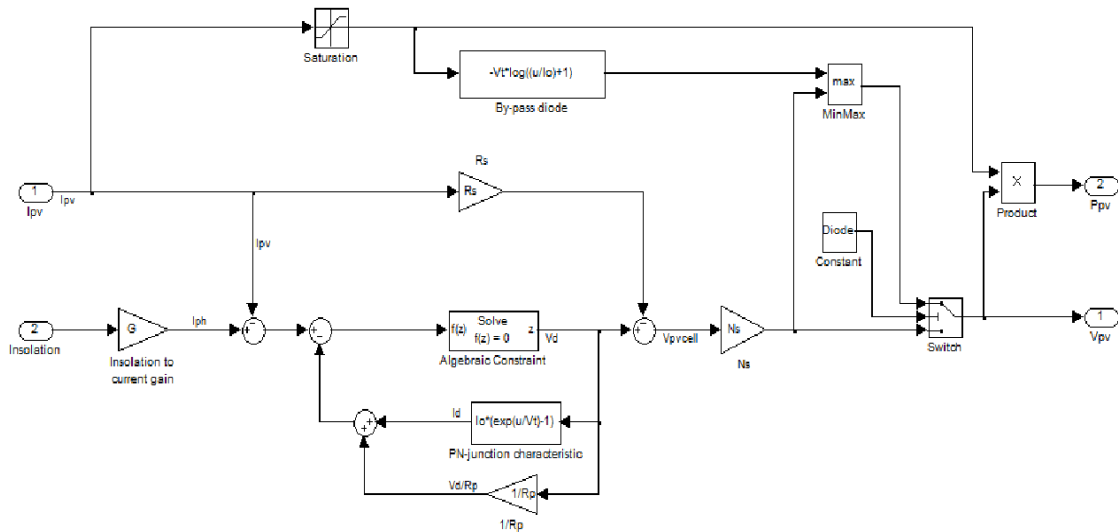 Saturation
-Vt*log((u/Io)+1)
By-pass diode
max
MinMax
Rs
Rs
1
Ipv
Ipv
X
Product
2
Ppv
Ipv
Diode
Constant
2
Insolation
G
Insolation to
current gain
Iph
+
−
+
−
f(z)
Solve
f(z) = 0
z
Algebraic Constraint
Vd
+
−
Vpvcell
Ns
Ns
Switch
1
Vpv
+
+
Id
Io*(exp(u/Vt)-1)
PN-junction characteristic
Vd/Rp
1/Rp
1/Rp